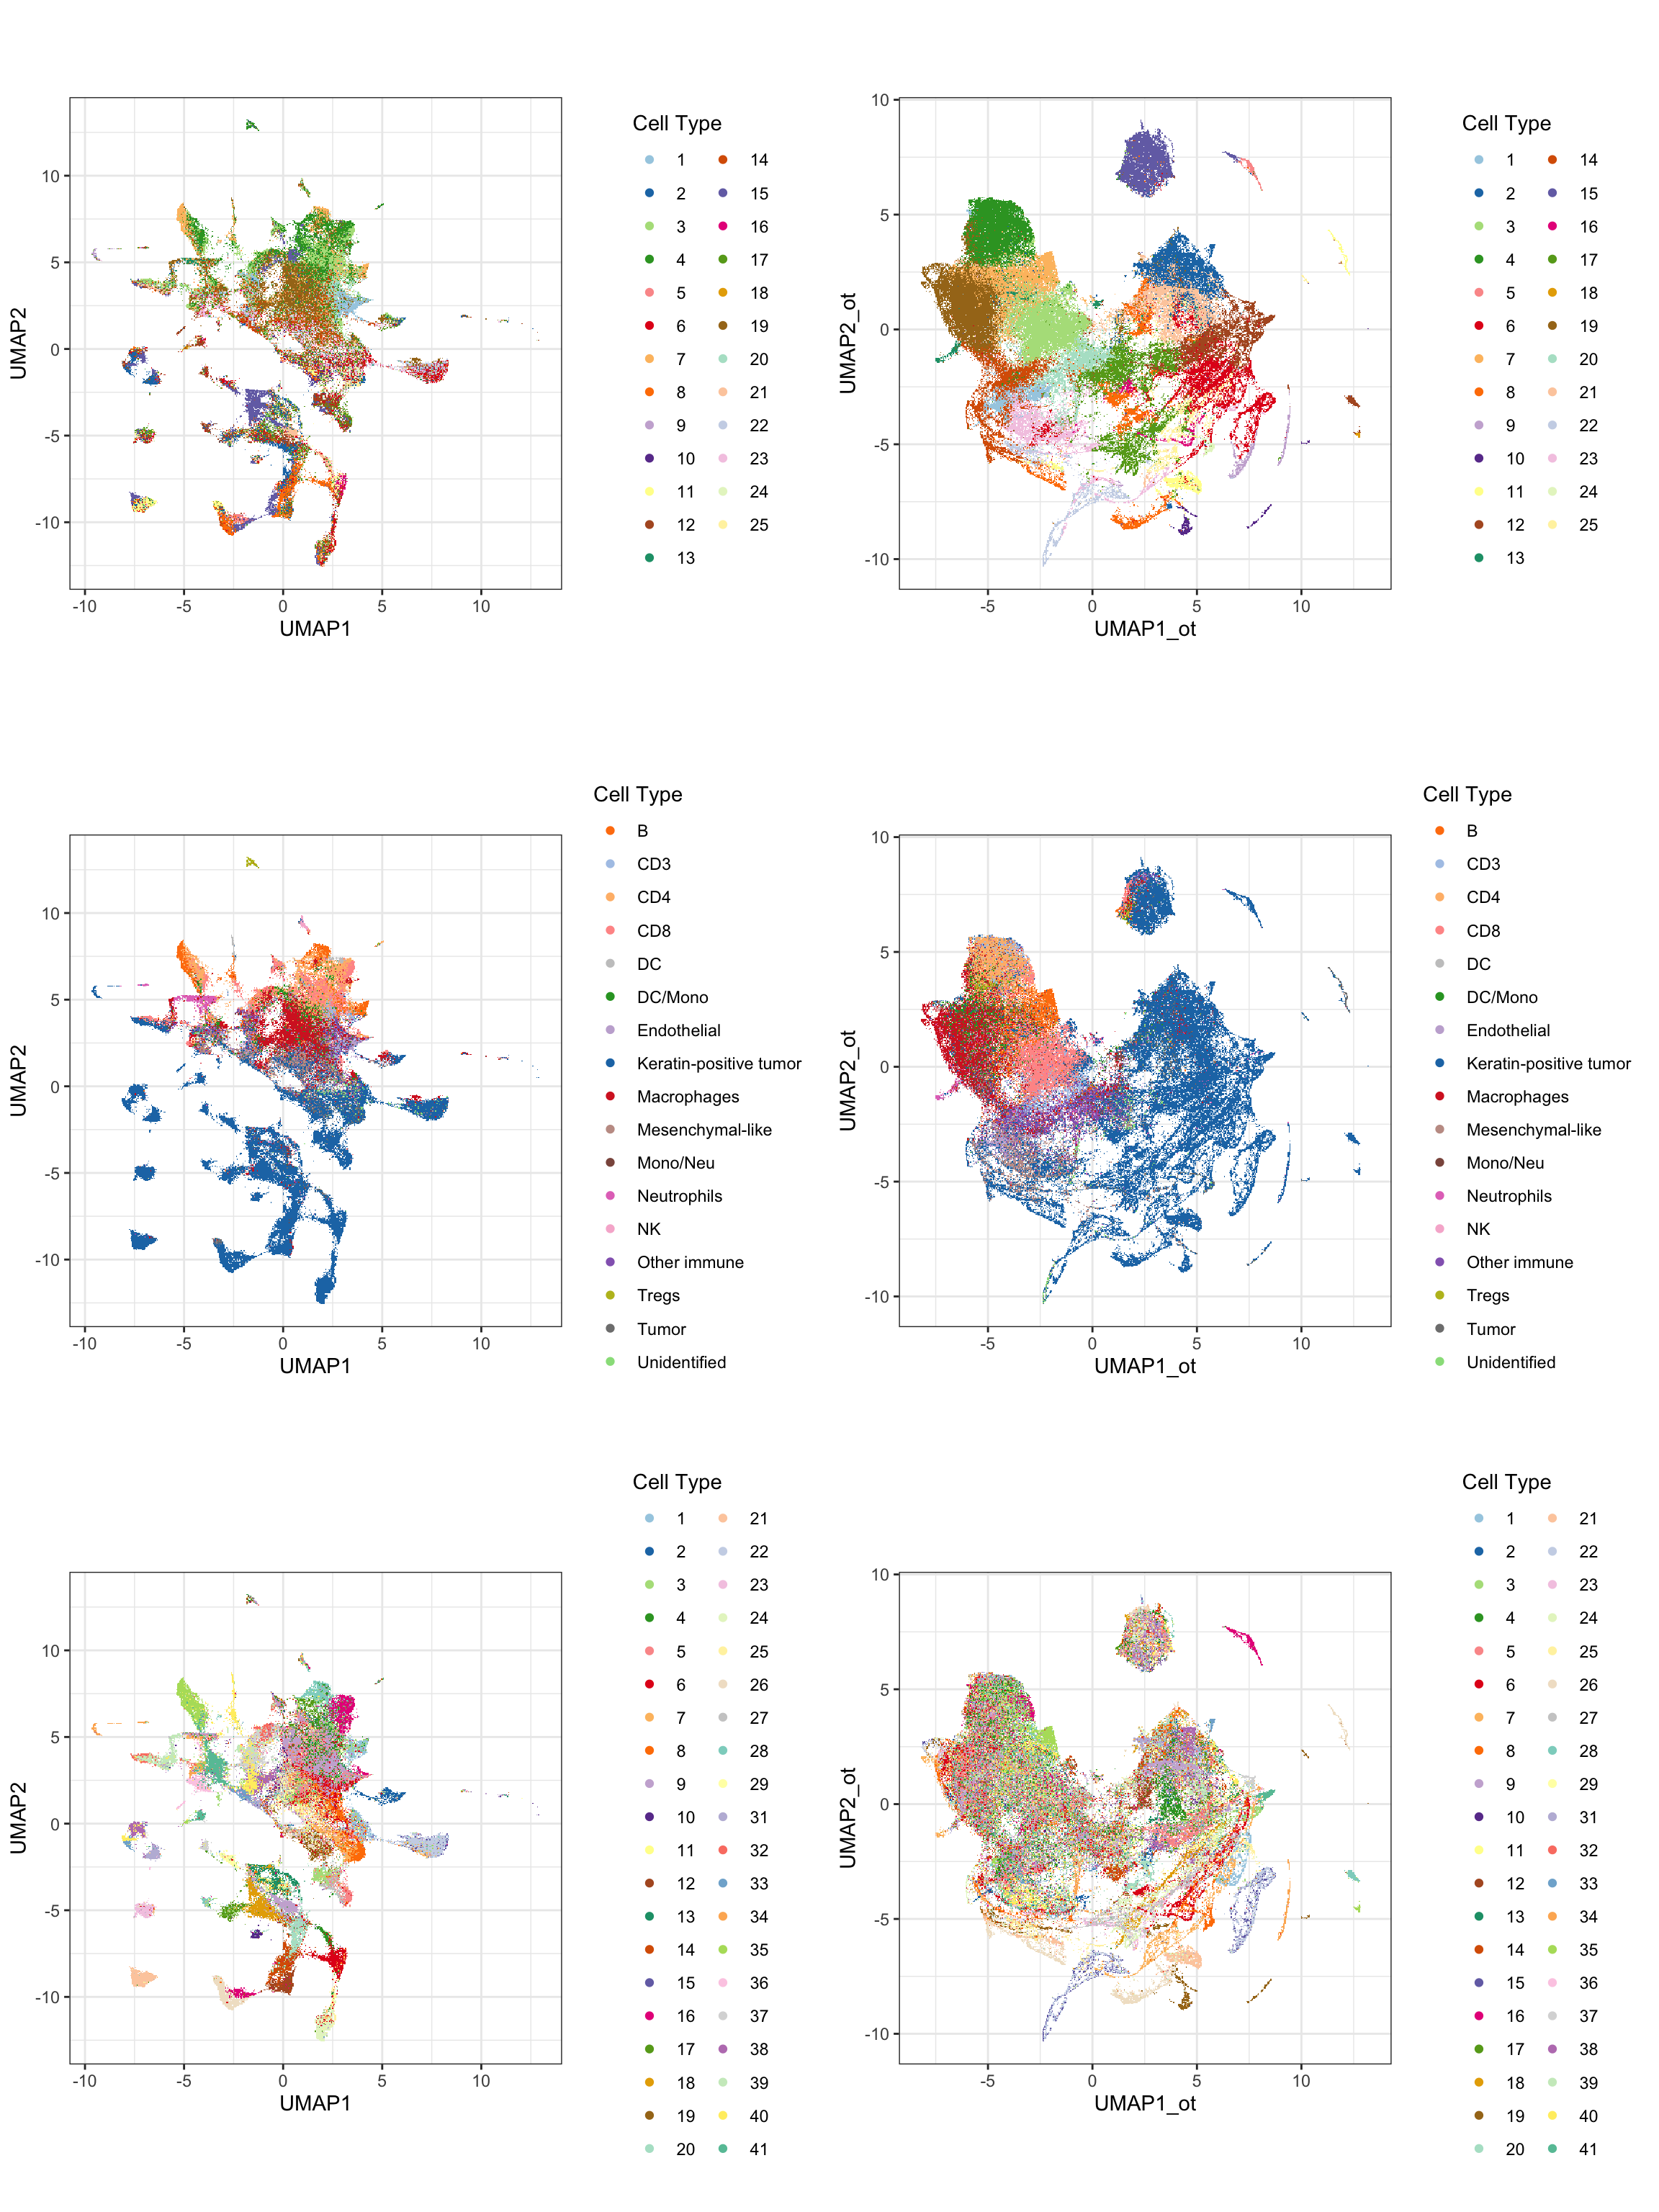 Cell Type
1 14
2 15
3 16
4 17
5 18
6 19
7 20
8 21
9 22
10 23
11 24
12 25
13
10
5
0
-5
-10
UMAP2
-10 -5 0 5 10
UMAP1
Cell Type
1 14
2 15
3 16
4 17
5 18
6 19
7 20
8 21
9 22
10 23
11 24
12 25
13
10
5
0
-5
-10
UMAP2_ot
-5 0 5 10
UMAP1_ot
Cell Type
B
CD3
CD4
CD8
DC
DC/Mono
Endothelial
Keratin-positive tumor
Macrophages
Mesenchymal-like
Mono/Neu
Neutrophils
NK
Other immune
Tregs
Tumor
Unidentified
10
5
0
-5
-10
UMAP2
-10 -5 0 5 10
UMAP1
Cell Type
B
CD3
CD4
CD8
DC
DC/Mono
Endothelial
Keratin-positive tumor
Macrophages
Mesenchymal-like
Mono/Neu
Neutrophils
NK
Other immune
Tregs
Tumor
Unidentified
10
5
0
-5
-10
UMAP2_ot
-5 0 5 10
UMAP1_ot
Cell Type
1 21
2 22
3 23
4 24
5 25
6 26
7 27
8 28
9 29
10 31
11 32
12 33
13 34
14 35
15 36
16 37
17 38
18 39
19 40
20 41
10
5
0
-5
-10
UMAP2
-10 -5 0 5 10
UMAP1
Cell Type
1 21
2 22
3 23
4 24
5 25
6 26
7 27
8 28
9 29
10 31
11 32
12 33
13 34
14 35
15 36
16 37
17 38
18 39
19 40
20 41
10
5
0
-5
-10
UMAP2_ot
-5 0 5 10
UMAP1_ot